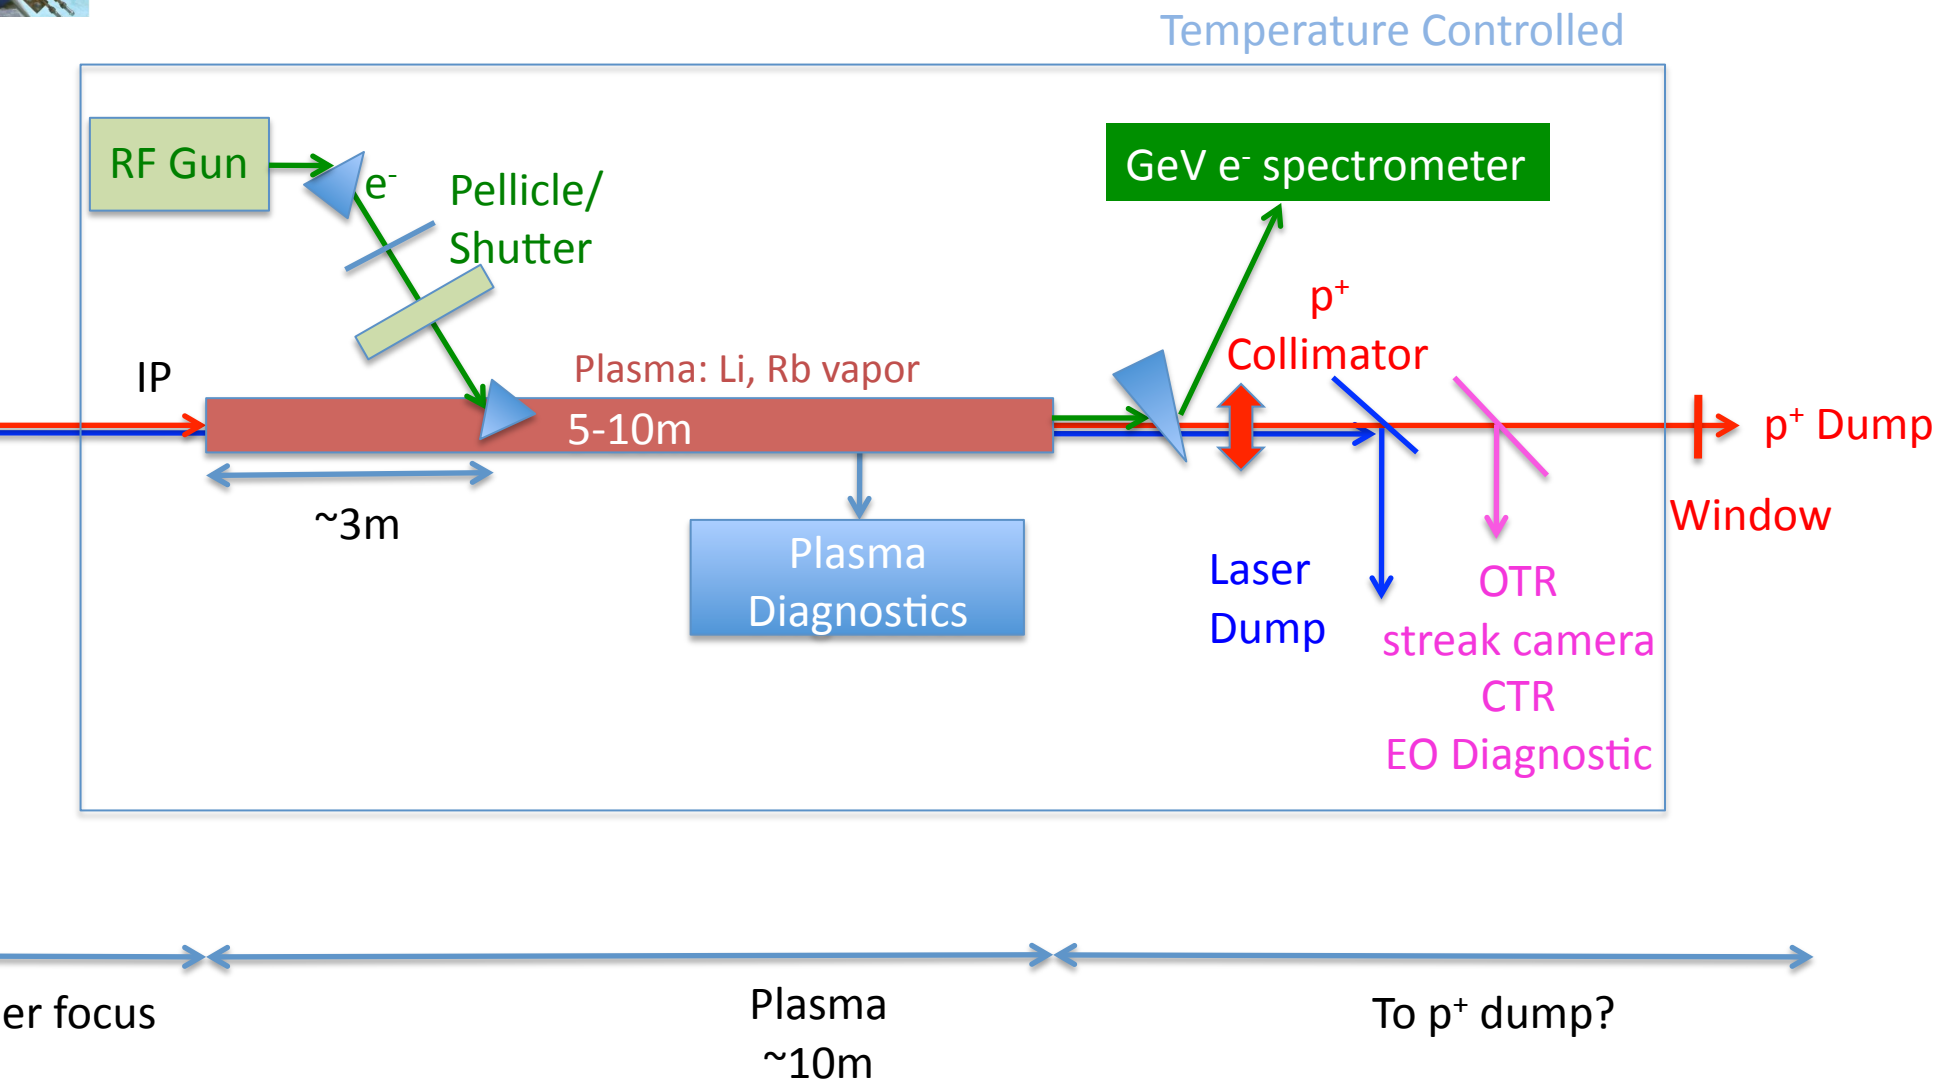 Temperature Controlled
RF Gun
e-
Pellicle/
Shutter
GeV e- spectrometer
p+
Collimator
IP
Plasma: Li, Rb vapor
5-10m
p+ Dump
~3m
Window
Plasma
Diagnostics
Laser
Dump
OTR
streak camera
CTR
EO Diagnostic
er focus
Plasma
~10m
To p+ dump?